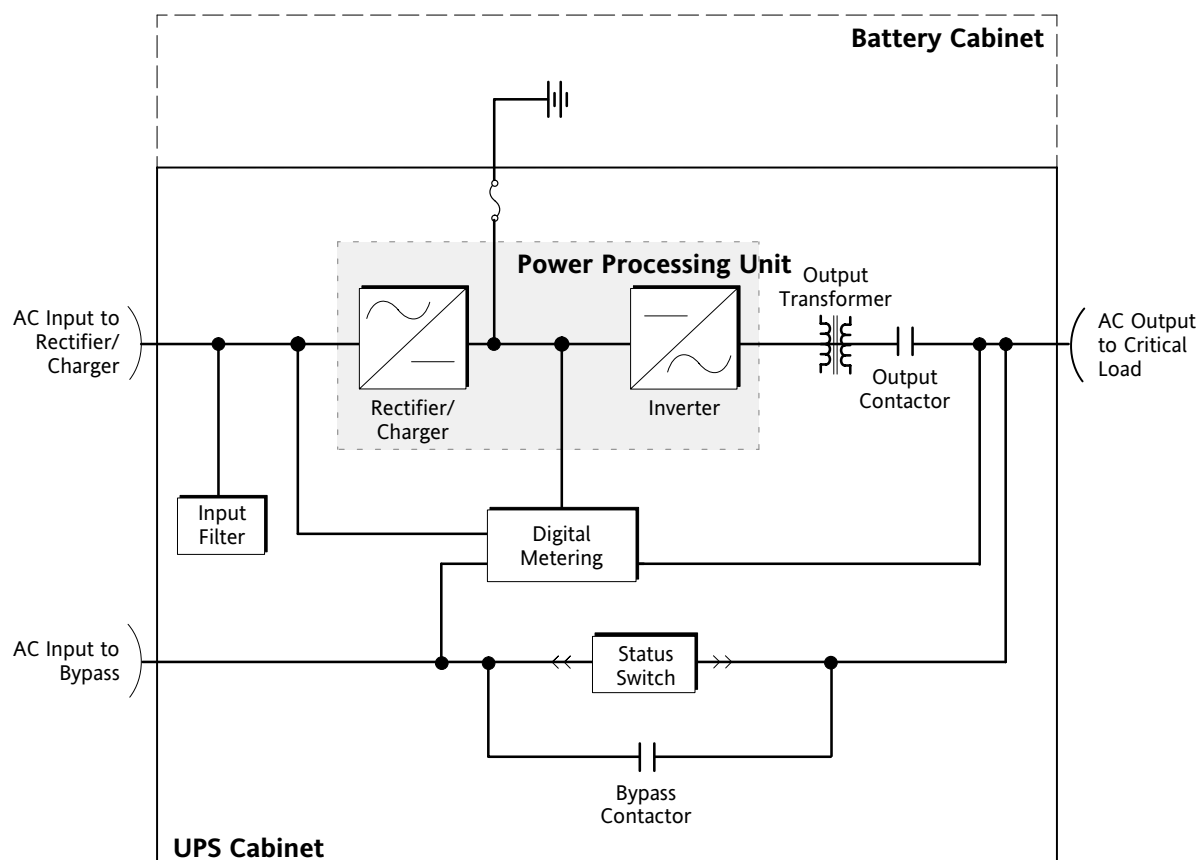 Battery Cabinet
Power Processing Unit
Output
Transformer
AC Input to
Rectifier/
Charger
AC Output
to Critical
Load
Output
Contactor
Rectifier/
Charger
Inverter
Input
Filter
Digital
Metering
AC Input to
Bypass
Status
Switch
Bypass
Contactor
UPS Cabinet